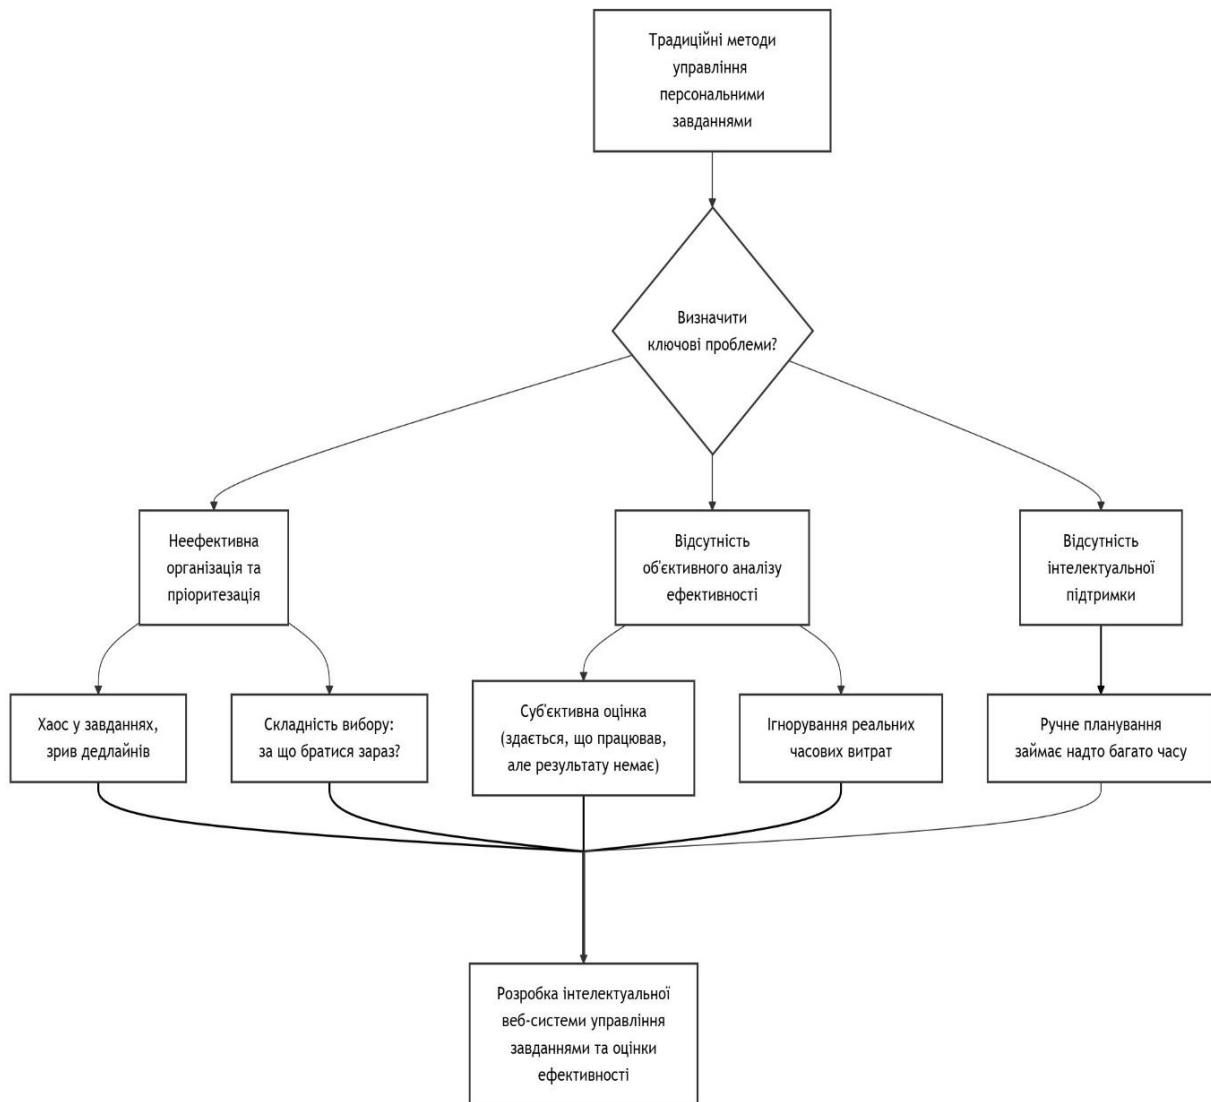 Традиційні методи
управління
персональними
завданнями
Визначити
ключові проблеми?
Неефективна
організація та
пріоритезація
Відсутність
об'єктивного аналізу
ефективності
Відсутність
інтелектуальної
підтримки
Хаос у завданнях,
зрив дедлайнів
Складність вибору:
за що братися зараз?
Суб'єктивна оцінка
(здається, що працював,
але результату немає)
Ігнорування реальних
часових витрат
Ручне планування
займає надто багато часу
Розробка інтелектуальної
веб-системи управління
завданнями та оцінки
ефективності